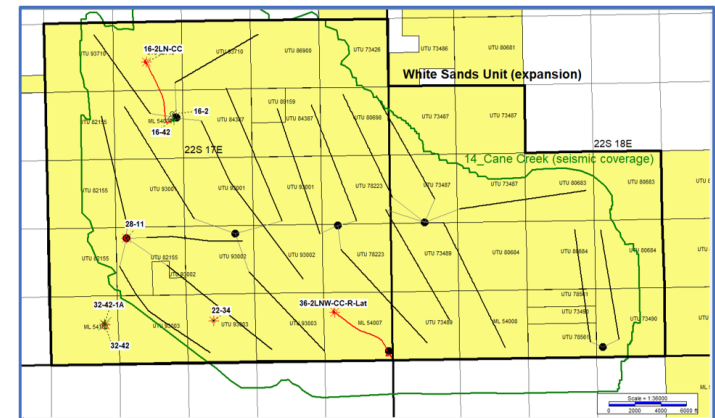 16-2LN-CC
UTU 93710
UTU 93710
UTU 86908
UTU 73426
UTU 73486
UTU 80681
White Sands Unit (expansion)
UTU 80159
16-2
UTU 82155
ML 5400
UTU 84387
UTU 84387
UTU 80698
UTU 73487
UTU 73487
16-42
22S 17E
22S 18E
14_Cane Creek (seismic coverage)
UTU 82155
UTU 93001
UTU 93001
UTU 93001
UTU 78223
UTU 73487
UTU 73487
UTU 80683
UTU 80683
28-11
UTU 82155
UTU 82155
UTU 93002
UTU 93002
UTU 93002
UTU 78223
UTU 73489
UTU 80684
UTU 80684
UTU 80684
32-42-1A
22-34
36-2LNW-CC-R-Lat
UTU 78561
UTU 73490
ML 54
UTU 93003
UTU 93003
UTU 93003
ML 54007
UTU 73489
ML 54008
UTU 73490
32-42
UTU 78561
Scale = 1:36000
0 2000 4000 6000 ft